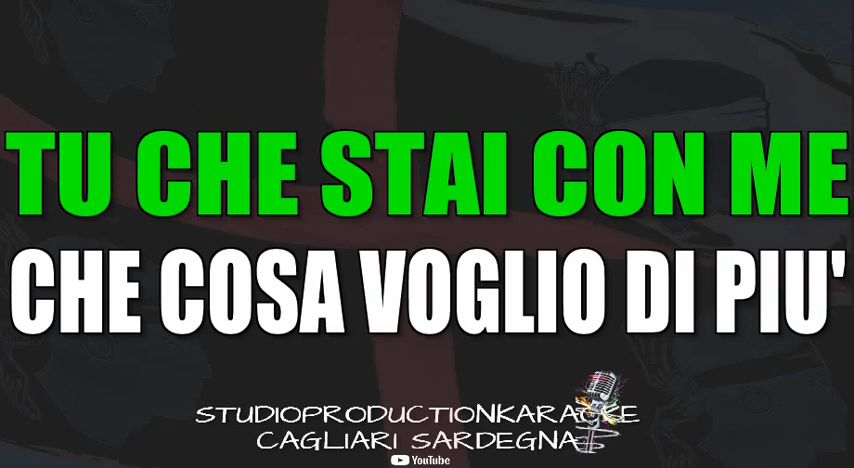 TU CHE STAI CON ME
CHE COSA VOGLIO DI PIU'
STUDIOPRODUCTIONKARAOKE
CAGLIARI SARDEGNA
YouTube